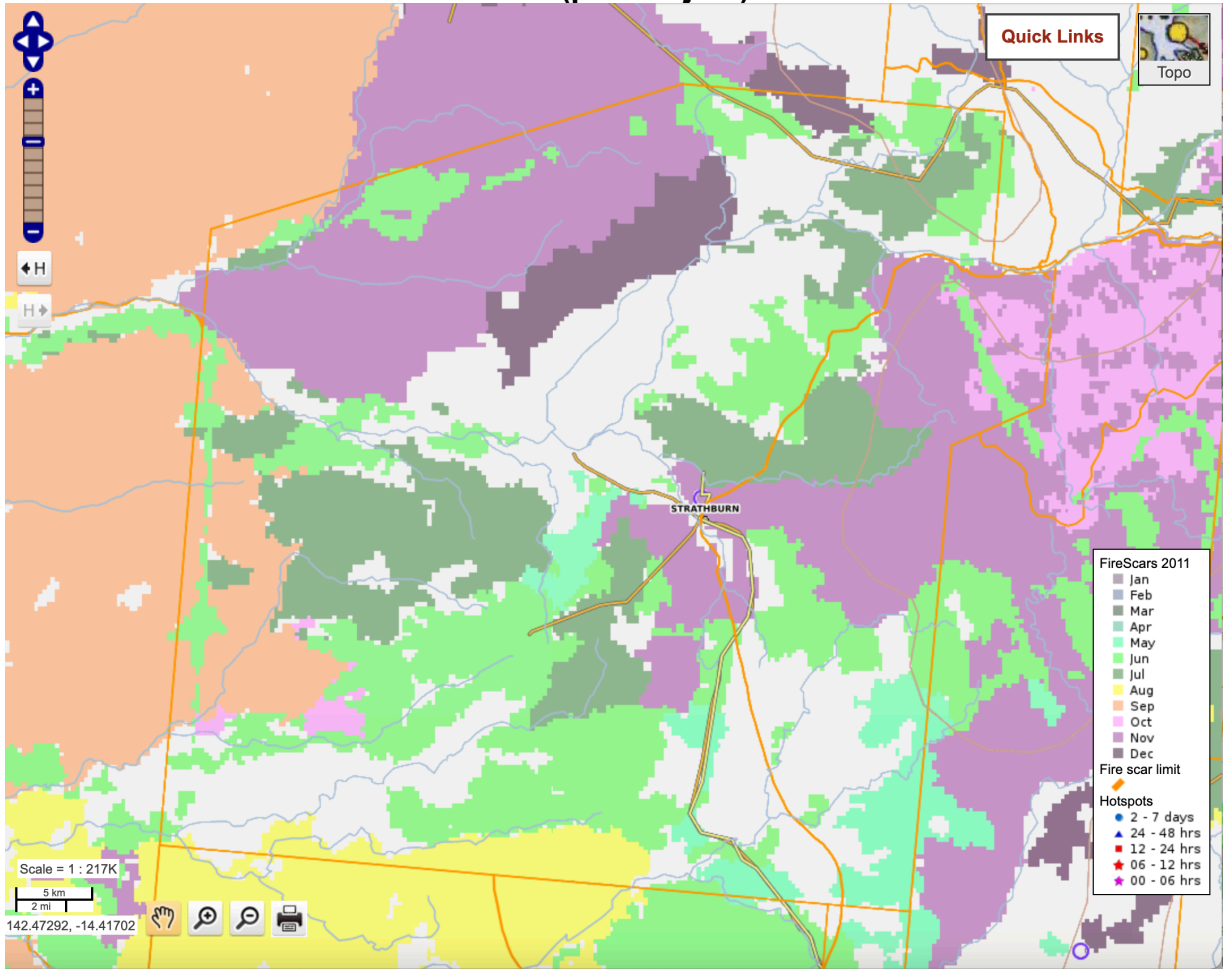 Quick Links
Topo
H
H
STRATHBURN
FireScars 2011
Jan
Feb
Mar
Apr
May
Jun
Jul
Aug
Sep
Oct
Nov
Dec
Fire scar limit
Hotspots
2 - 7 days
24 - 48 hrs
12 - 24 hrs
06 - 12 hrs
00 - 06 hrs
Scale = 1 : 217K
5 km
2 mi
142.47292, -14.41702